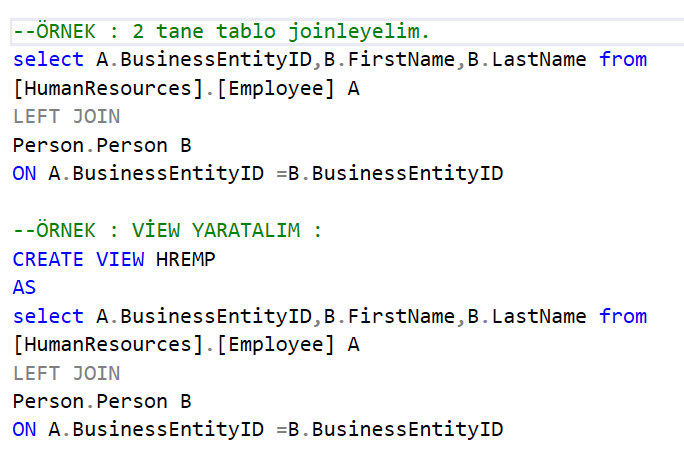 --ÖRNEK : 2 tane tablo joinleyelim.
select A.BusinessEntityID,B.FirstName,B.LastName from
[HumanResources].[Employee] A
LEFT JOIN
Person.Person B
ON A.BusinessEntityID =B.BusinessEntityID
--ÖRNEK : VİEW YARATALIM :
CREATE VIEW HREMP
AS
select A.BusinessEntityID,B.FirstName,B.LastName from
[HumanResources].[Employee] A
LEFT JOIN
Person.Person B
ON A.BusinessEntityID =B.BusinessEntityID